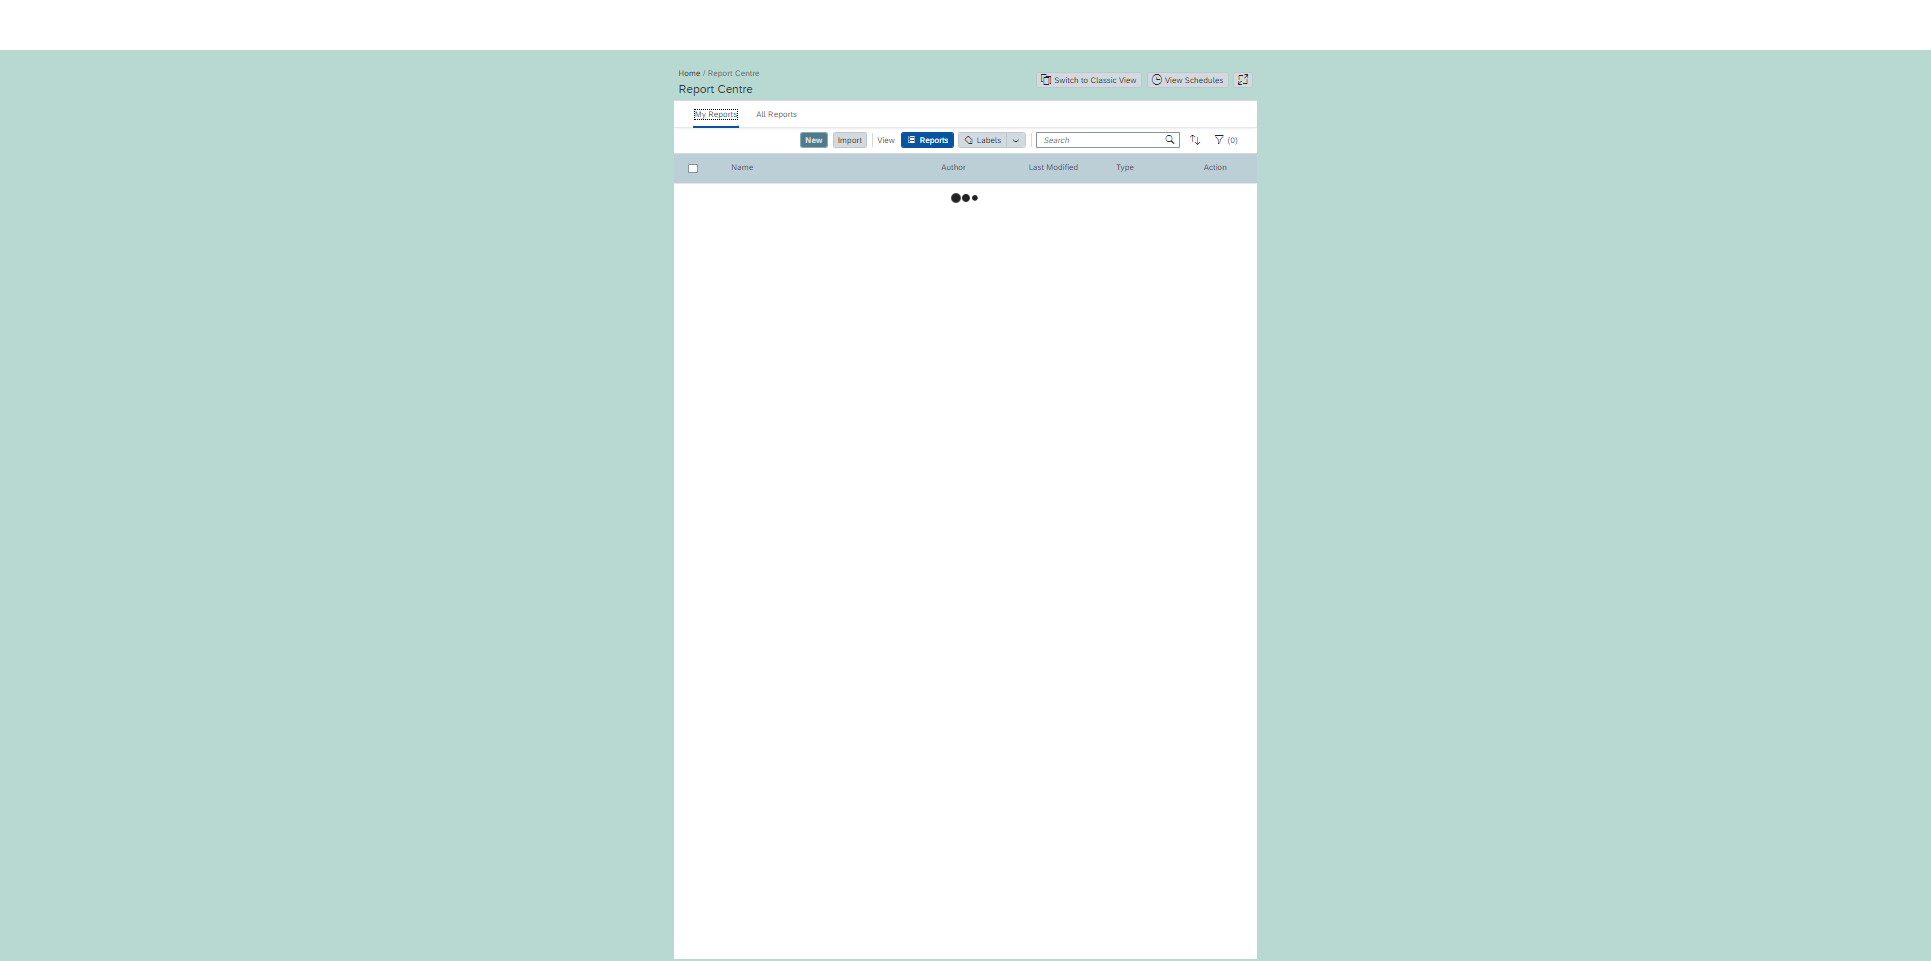 Home / Report Centre
Switch to Classic View
View Schedules
Report Centre
My Reports
All Reports
New
Import
View
Reports
Labels
Search
(0)
Name
Author
Last Modified
Type
Action